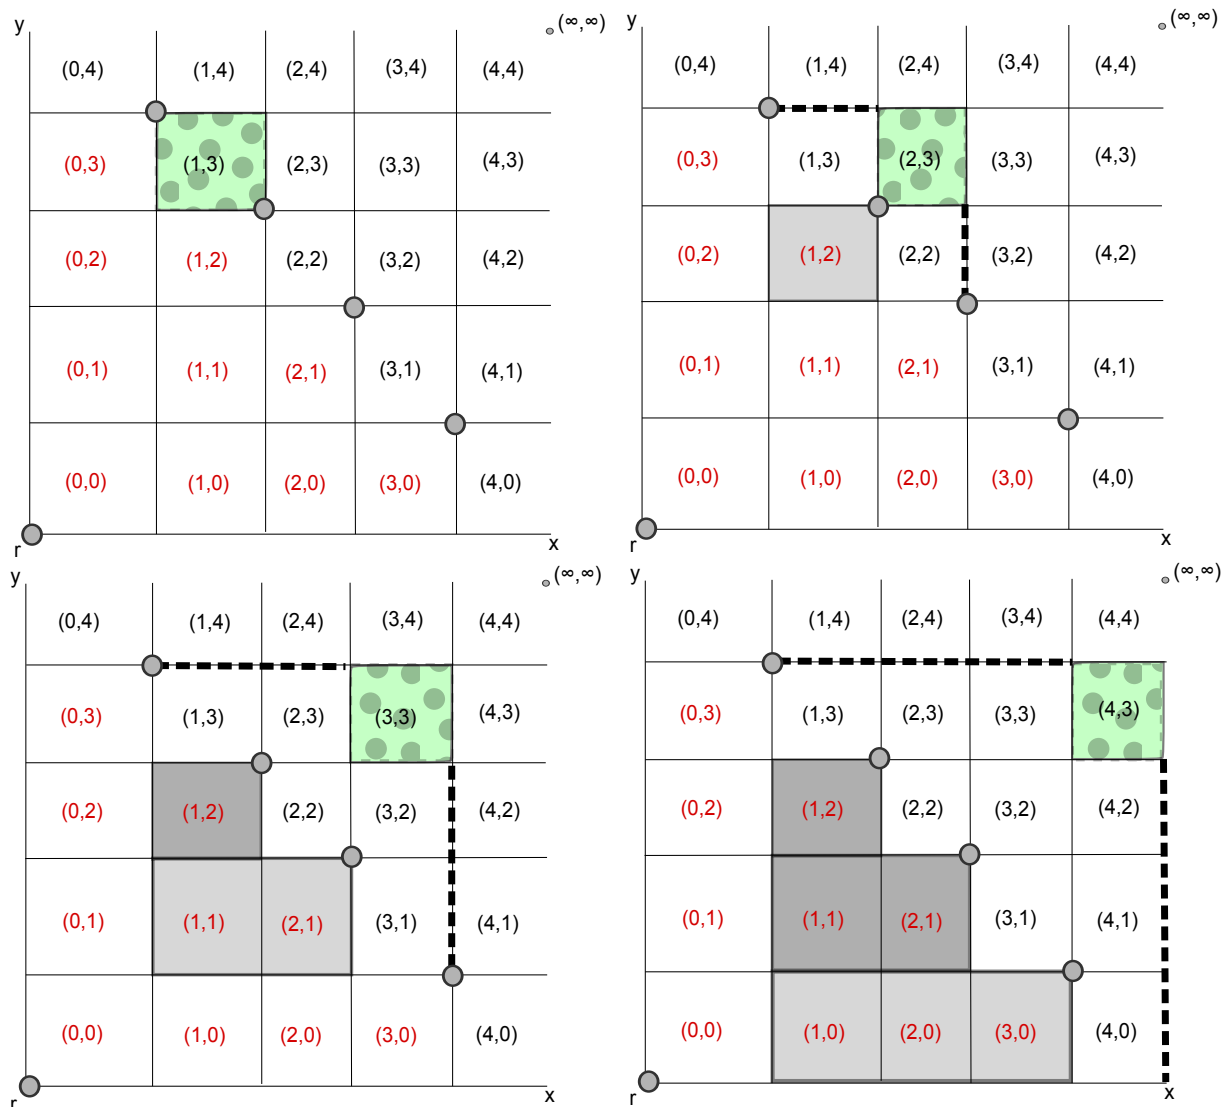 y (∞,∞)
(0,4) (1,4) (2,4) (3,4) (4,4)
(0,3) (1,3) (2,3) (3,3) (4,3)
(0,2) (1,2) (2,2) (3,2) (4,2)
(0,1) (1,1) (2,1) (3,1) (4,1)
(0,0) (1,0) (2,0) (3,0) (4,0)
r x
y (∞,∞)
(0,4) (1,4) (2,4) (3,4) (4,4)
(0,3) (1,3) (2,3) (3,3) (4,3)
(0,2) (1,2) (2,2) (3,2) (4,2)
(0,1) (1,1) (2,1) (3,1) (4,1)
(0,0) (1,0) (2,0) (3,0) (4,0)
r x
y (∞,∞)
(0,4) (1,4) (2,4) (3,4) (4,4)
(0,3) (1,3) (2,3) (3,3) (4,3)
(0,2) (1,2) (2,2) (3,2) (4,2)
(0,1) (1,1) (2,1) (3,1) (4,1)
(0,0) (1,0) (2,0) (3,0) (4,0)
r x
y (∞,∞)
(0,4) (1,4) (2,4) (3,4) (4,4)
(0,3) (1,3) (2,3) (3,3) (4,3)
(0,2) (1,2) (2,2) (3,2) (4,2)
(0,1) (1,1) (2,1) (3,1) (4,1)
(0,0) (1,0) (2,0) (3,0) (4,0)
r x